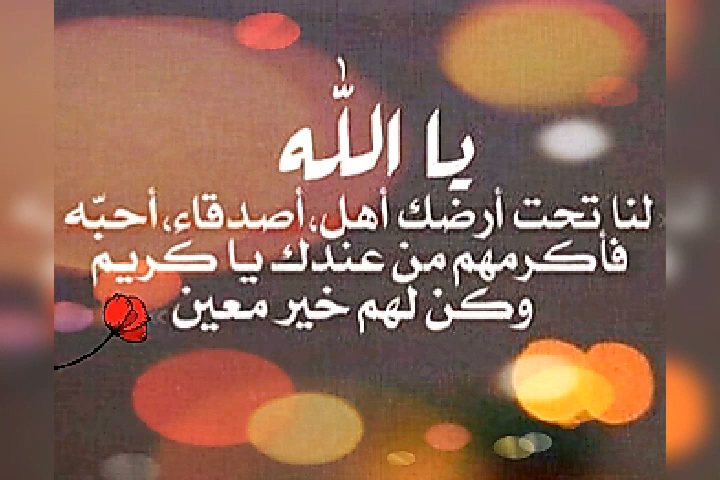 يا الله
لنا تحت أرضك أهل،أصدقاء،أحبّه
فأكرمهم من عندك يا كريم
وكن لهم خير معين